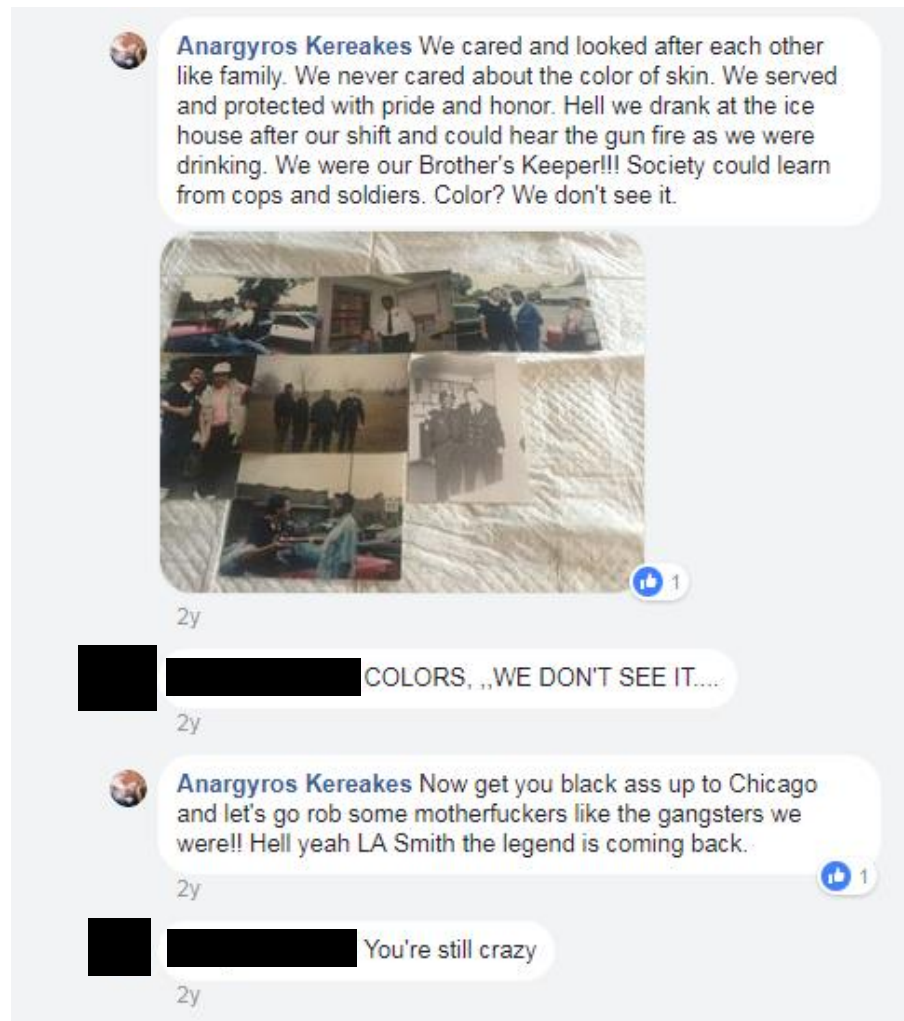 Anargyros Kereakes We cared and looked after each other
like family. We never cared about the color of skin. We served
and protected with pride and honor. Hell we drank at the ice
house after our shift and could hear the gun fire as we were
drinking. We were our Brother's Keeper!!! Society could learn
from cops and soldiers. Color? We don't see it.
1
2y
COLORS, ,,WE DON'T SEE IT....
2y
Anargyros Kereakes Now get you black ass up to Chicago
and let's go rob some motherfuckers like the gangsters we
were!! Hell yeah LA Smith the legend is coming back.
1
2y
You're still crazy
2y